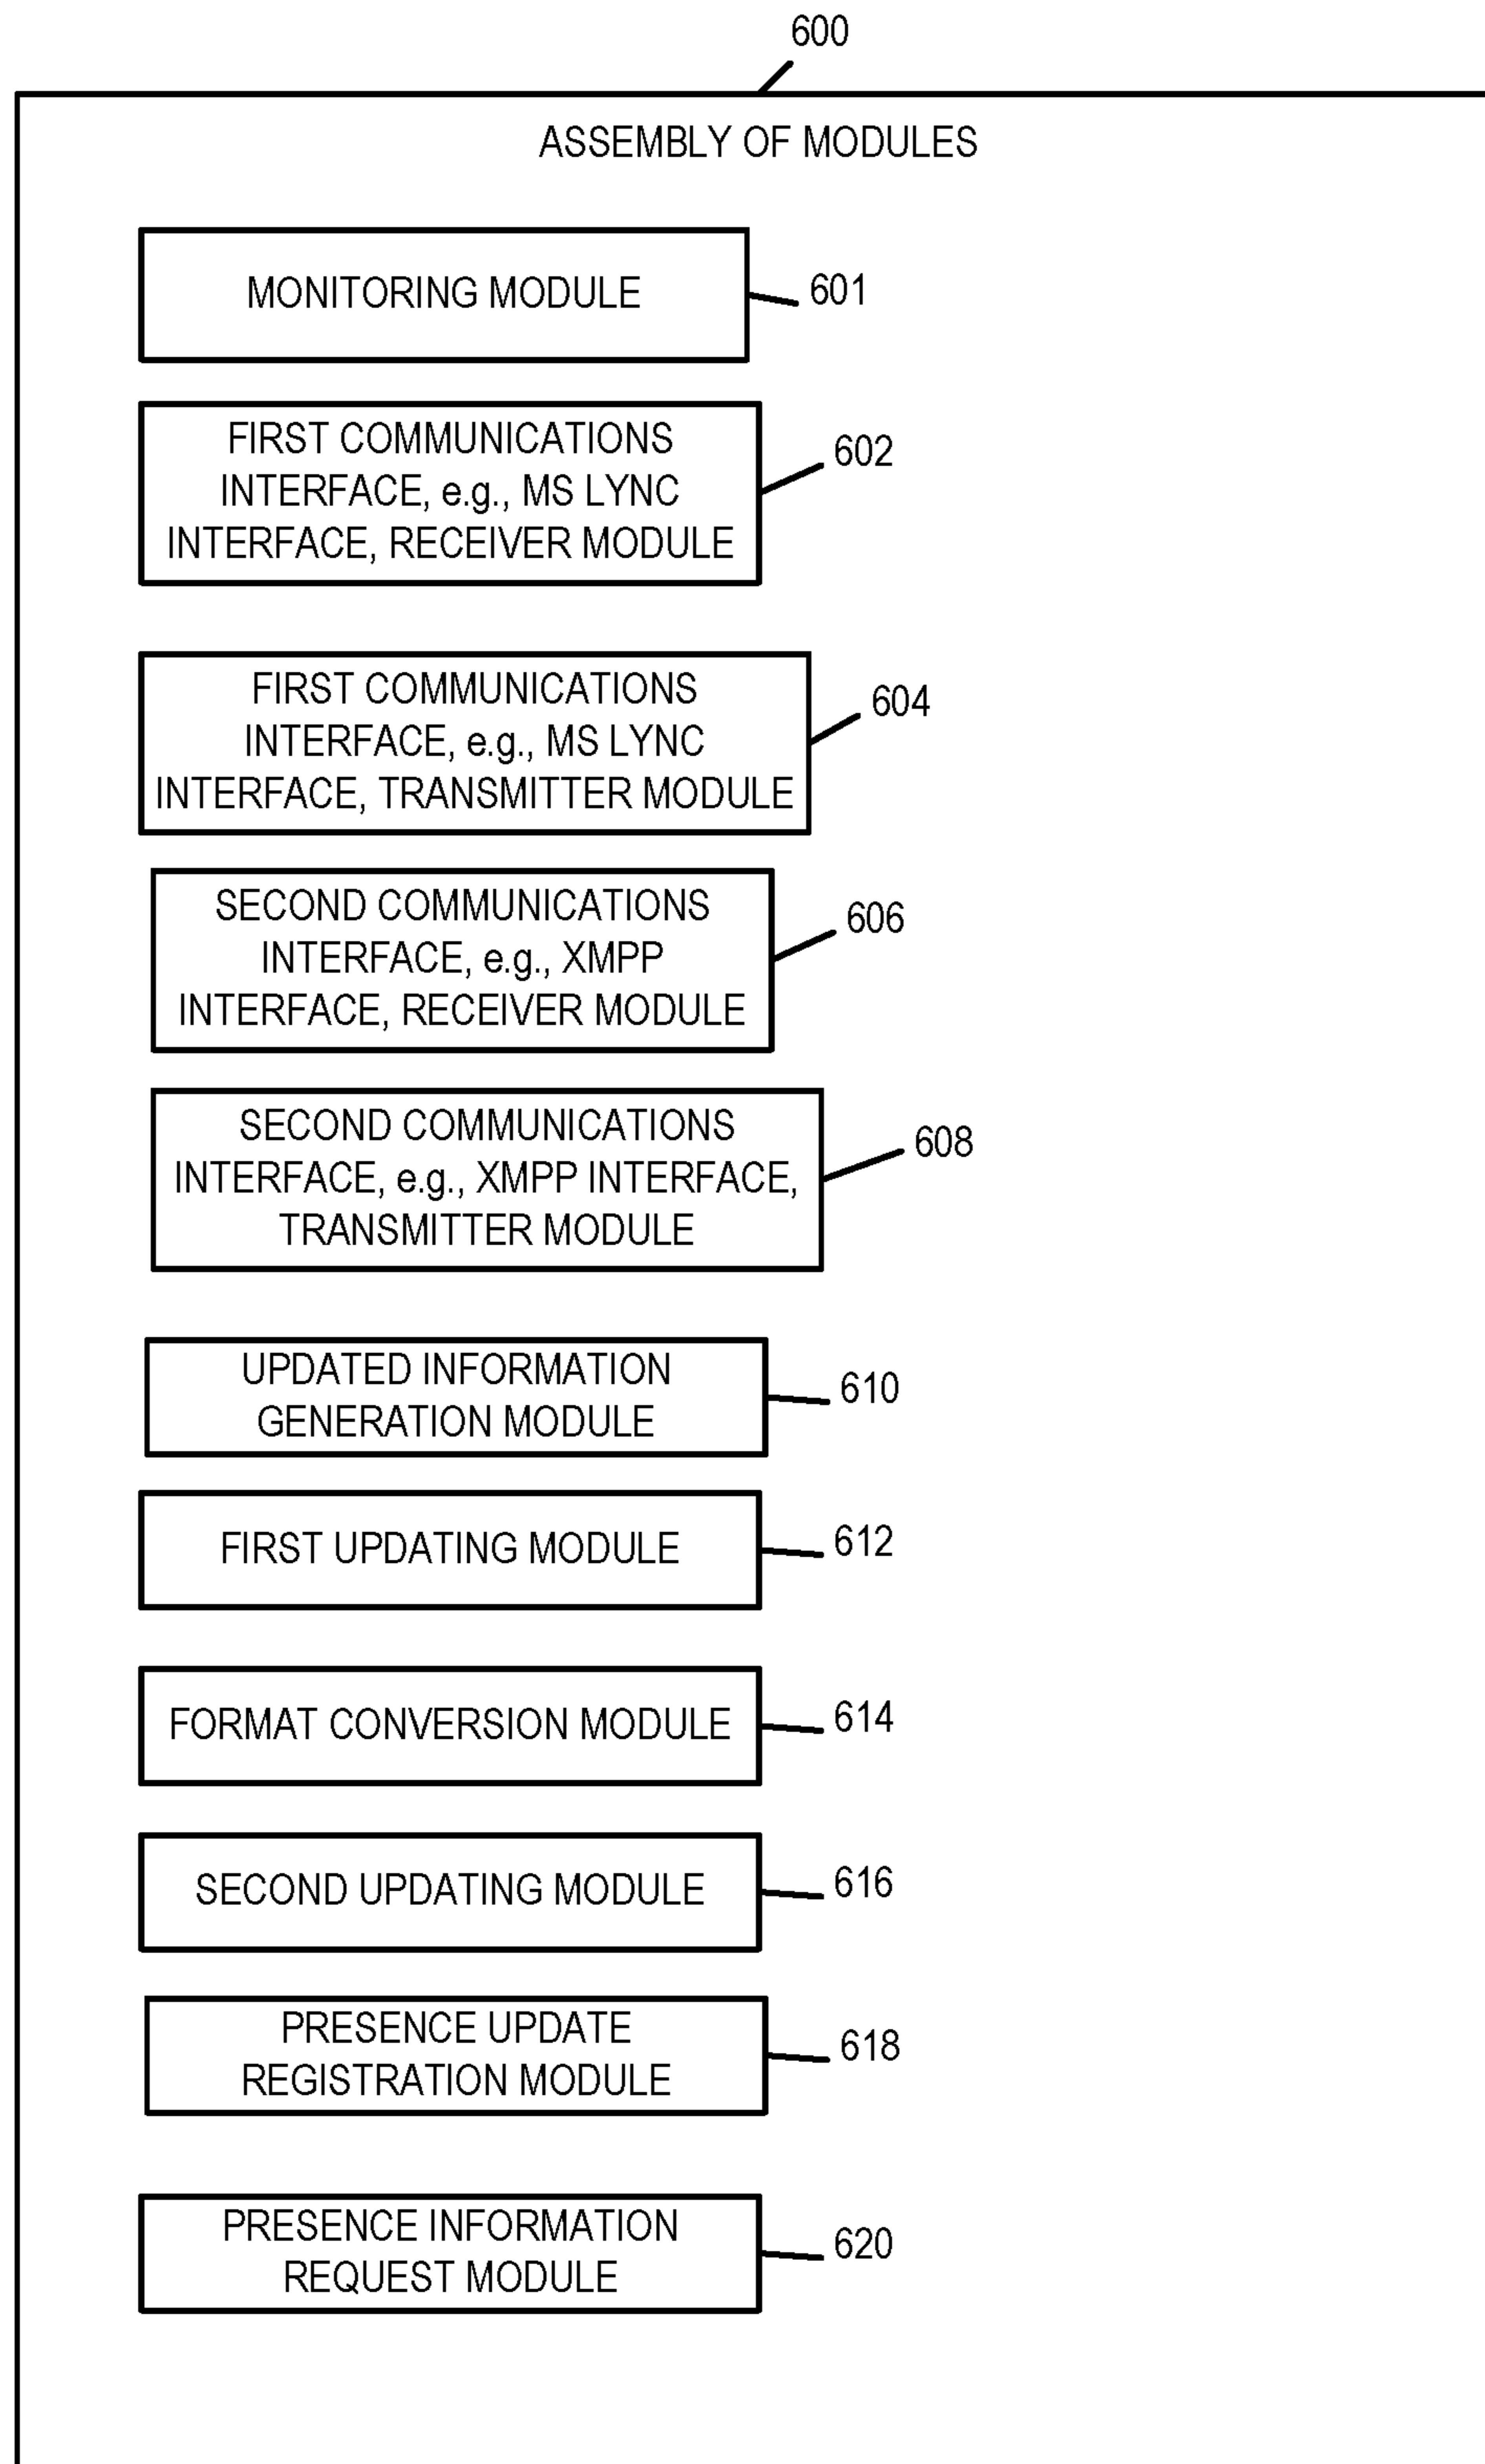 600
ASSEMBLY OF MODULES
MONITORING MODULE
601
FIRST COMMUNICATIONS
INTERFACE, e.g., MS LYNC
INTERFACE, RECEIVER MODULE
602
FIRST COMMUNICATIONS
INTERFACE, e.g., MS LYNC
INTERFACE, TRANSMITTER MODULE
604
SECOND COMMUNICATIONS
INTERFACE, e.g., XMPP
INTERFACE, RECEIVER MODULE
606
SECOND COMMUNICATIONS
INTERFACE, e.g., XMPP INTERFACE,
TRANSMITTER MODULE
608
UPDATED INFORMATION
GENERATION MODULE
610
FIRST UPDATING MODULE
612
FORMAT CONVERSION MODULE
614
SECOND UPDATING MODULE
616
PRESENCE UPDATE
REGISTRATION MODULE
618
PRESENCE INFORMATION
REQUEST MODULE
620